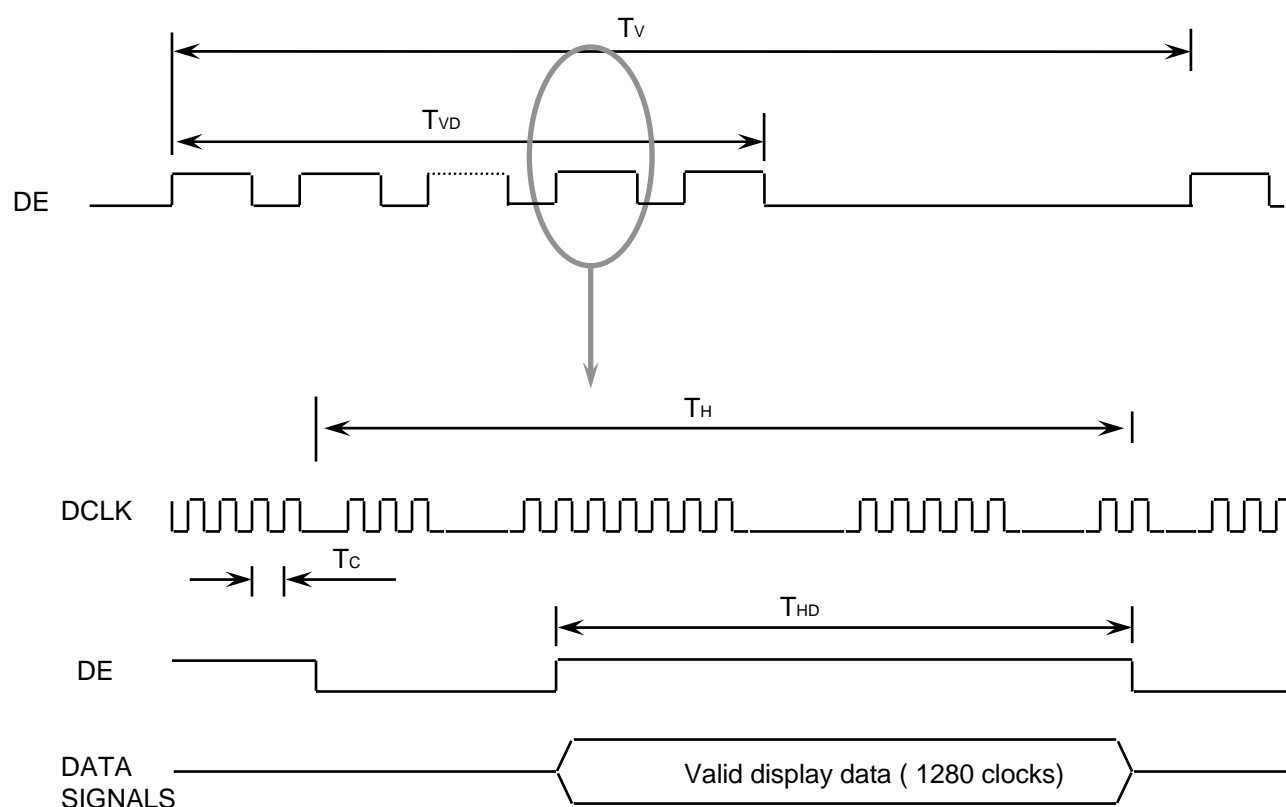 TV
TVD
DE
TH
DCLK
TC
THD
DE
DATA
SIGNALS
Valid display data ( 1280 clocks)